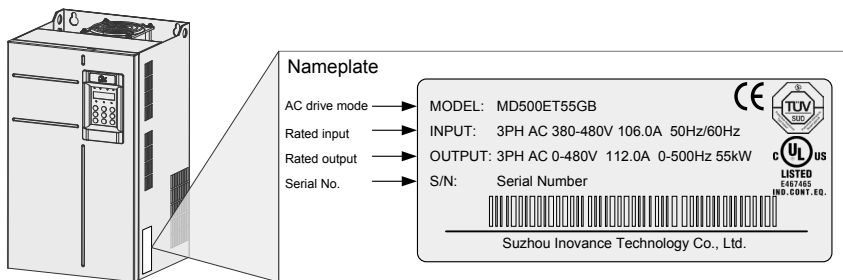 Nameplate
AC drive mode
MODEL: MD500ET55GB
Rated input
INPUT: 3PH AC 380-480V 106.0A 50Hz/60Hz
Rated output
OUTPUT: 3PH AC 0-480V 112.0A 0-500Hz 55kW
Serial No.
S/N: Serial Number
Suzhou Inovance Technology Co., Ltd.
CE
TÜV
SUD
C UL US
LISTED
E467465
IND.CONT.EQ.